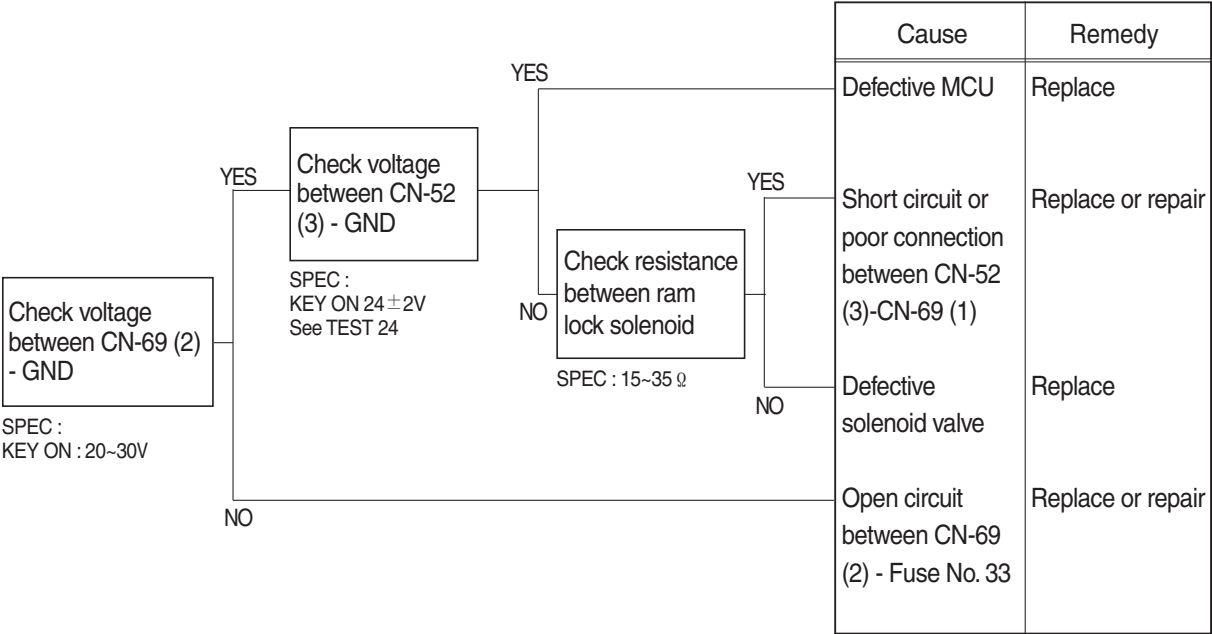 Cause
Remedy
YES
Defective MCU
Replace
Check voltage
between CN-52
(3) - GND
YES
SPEC :
KEY ON 24±2V
See TEST 24
YES
Short circuit or
poor connection
between CN-52
(3)-CN-69 (1)
Replace or repair
Check resistance
between ram
lock solenoid
NO
SPEC : 15~35 Ω
Check voltage
between CN-69 (2)
- GND
SPEC :
KEY ON : 20~30V
NO
Defective
solenoid valve
Replace
NO
Open circuit
between CN-69
(2) - Fuse No. 33
Replace or repair